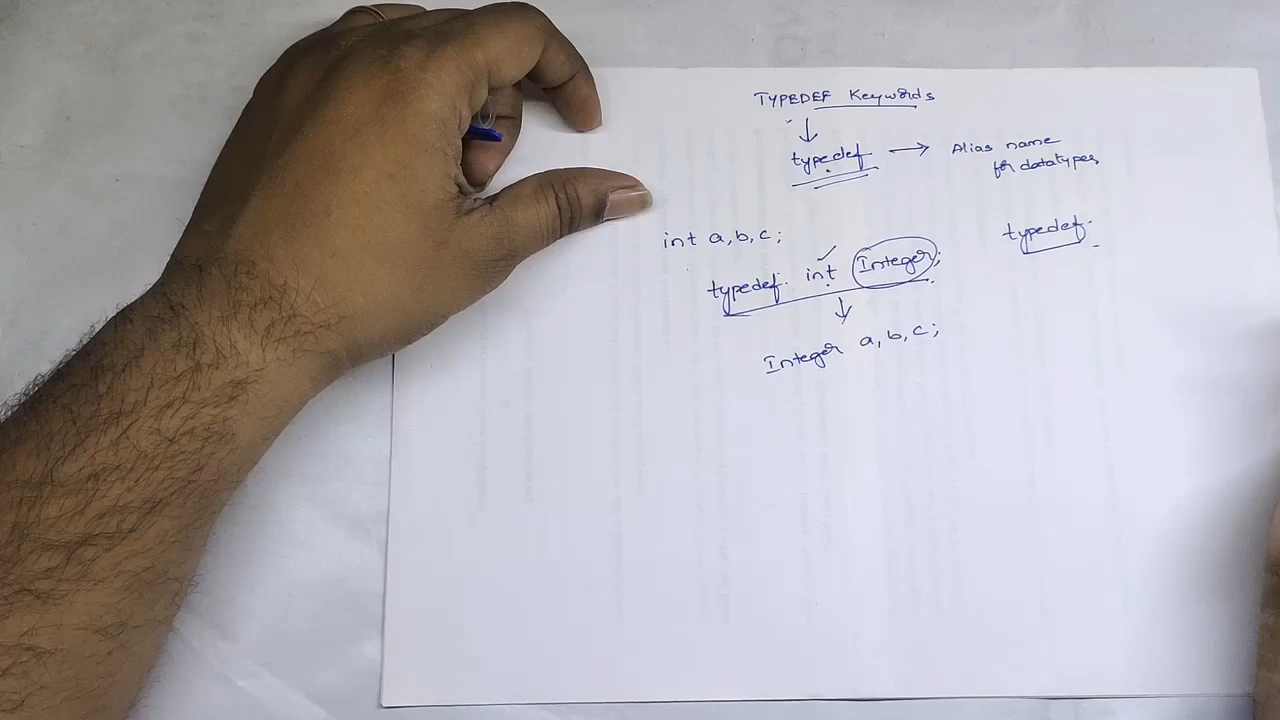 TYPEDEF Keywords
typedef → Alias name
for datatypes
int a,b,c;
typedef.
typedef. int Integer;
Integer a,b,c;